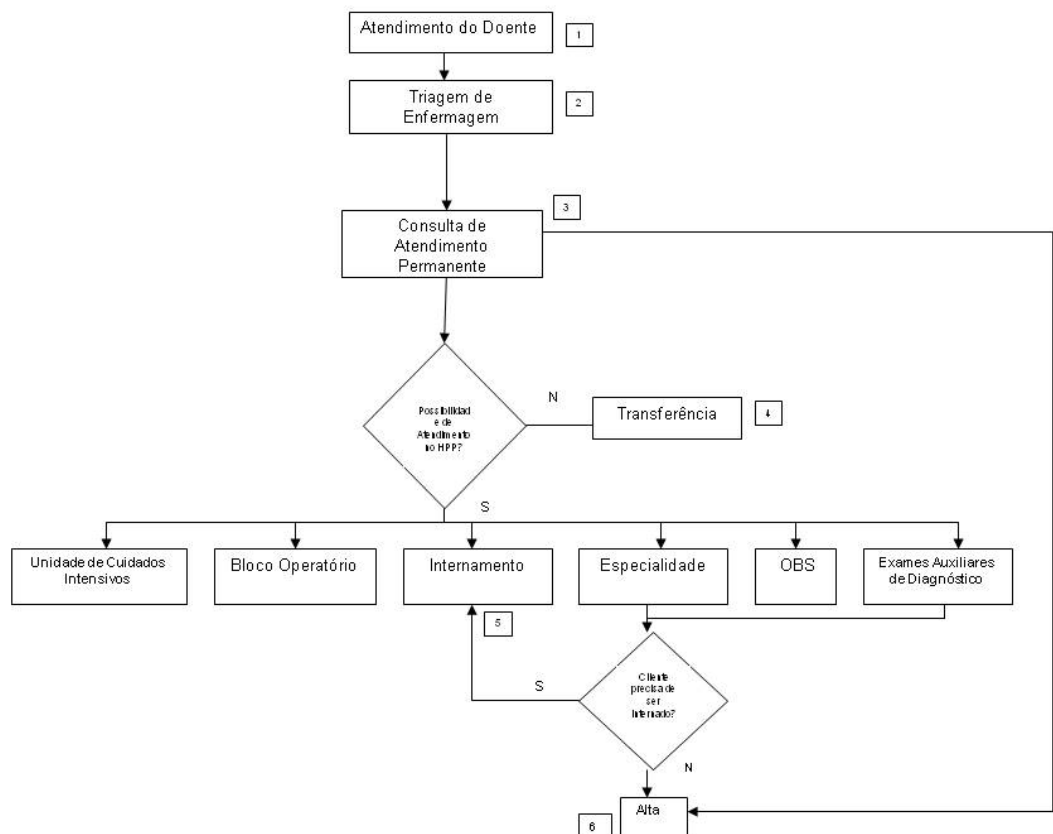 Atendimento do Doente
1
Triagem de
Enfermagem
2
3
Consulta de
Atendimento
Permanente
Possibilidad
e de
Atendimento
no HPP?
N
Transferência
4
S
Unidade de Cuidados
Intensivos
Bloco Operatório
Internamento
Especialidade
OBS
Exames Auxiliares
de Diagnóstico
5
Cliente
precisa de
ser
Internado?
S
N
Alta
6